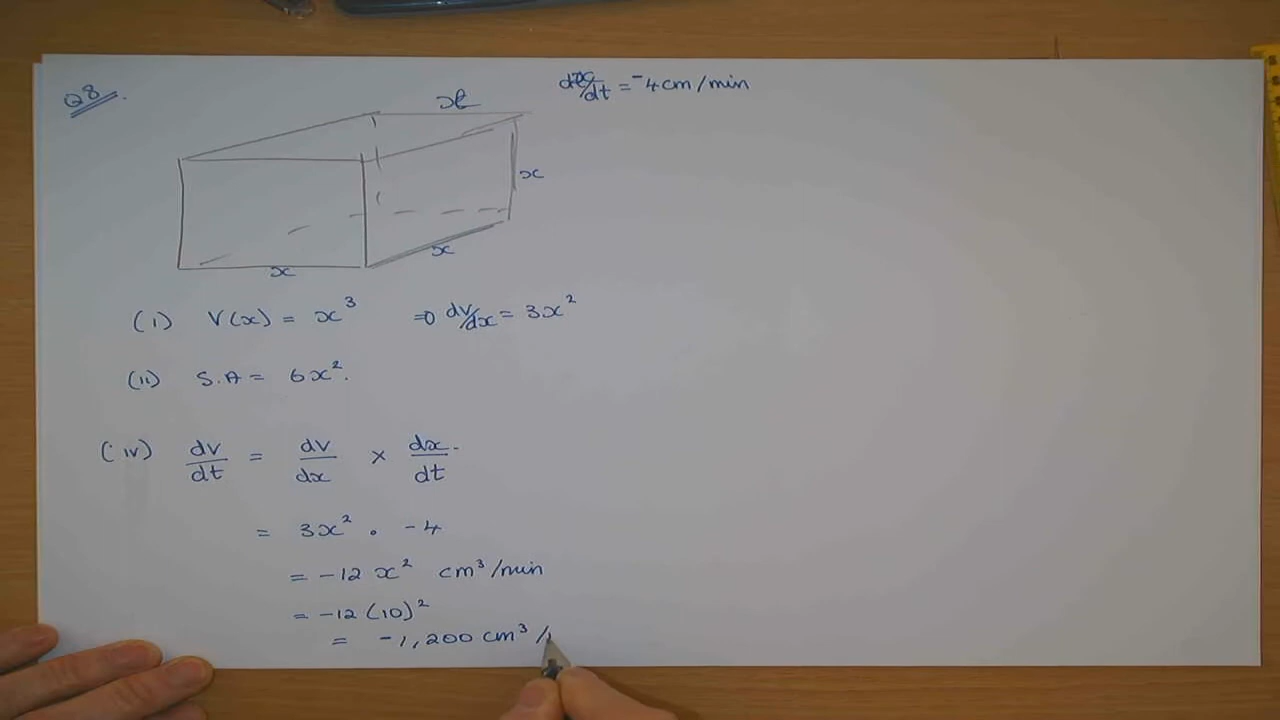 Q8.
dx/dt = -4cm/min
x
x
x
x
(i) V(x) = x³ ⇒ dv/dx = 3x²
(ii) S.A = 6x².
(iv) dv/dt = dv/dx × dx/dt.
= 3x² . -4
= -12 x² cm³/min
= -12 (10)²
= -1,200 cm³/